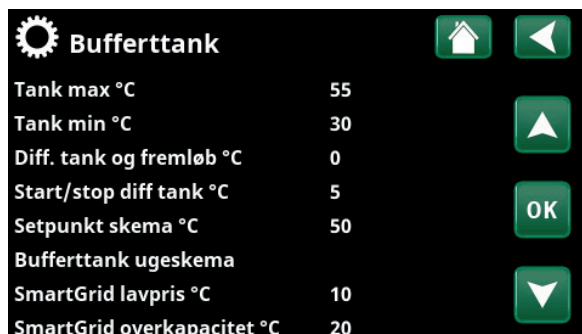 Bufferttank
Tank max °C 55
Tank min °C 30
Diff. tank og fremløb °C 0
Start/stop diff tank °C 5
Setpunkt skema °C 50
OK
Bufferttank ugeskema
SmartGrid lavpris °C 10
SmartGrid overkapacitet °C 20